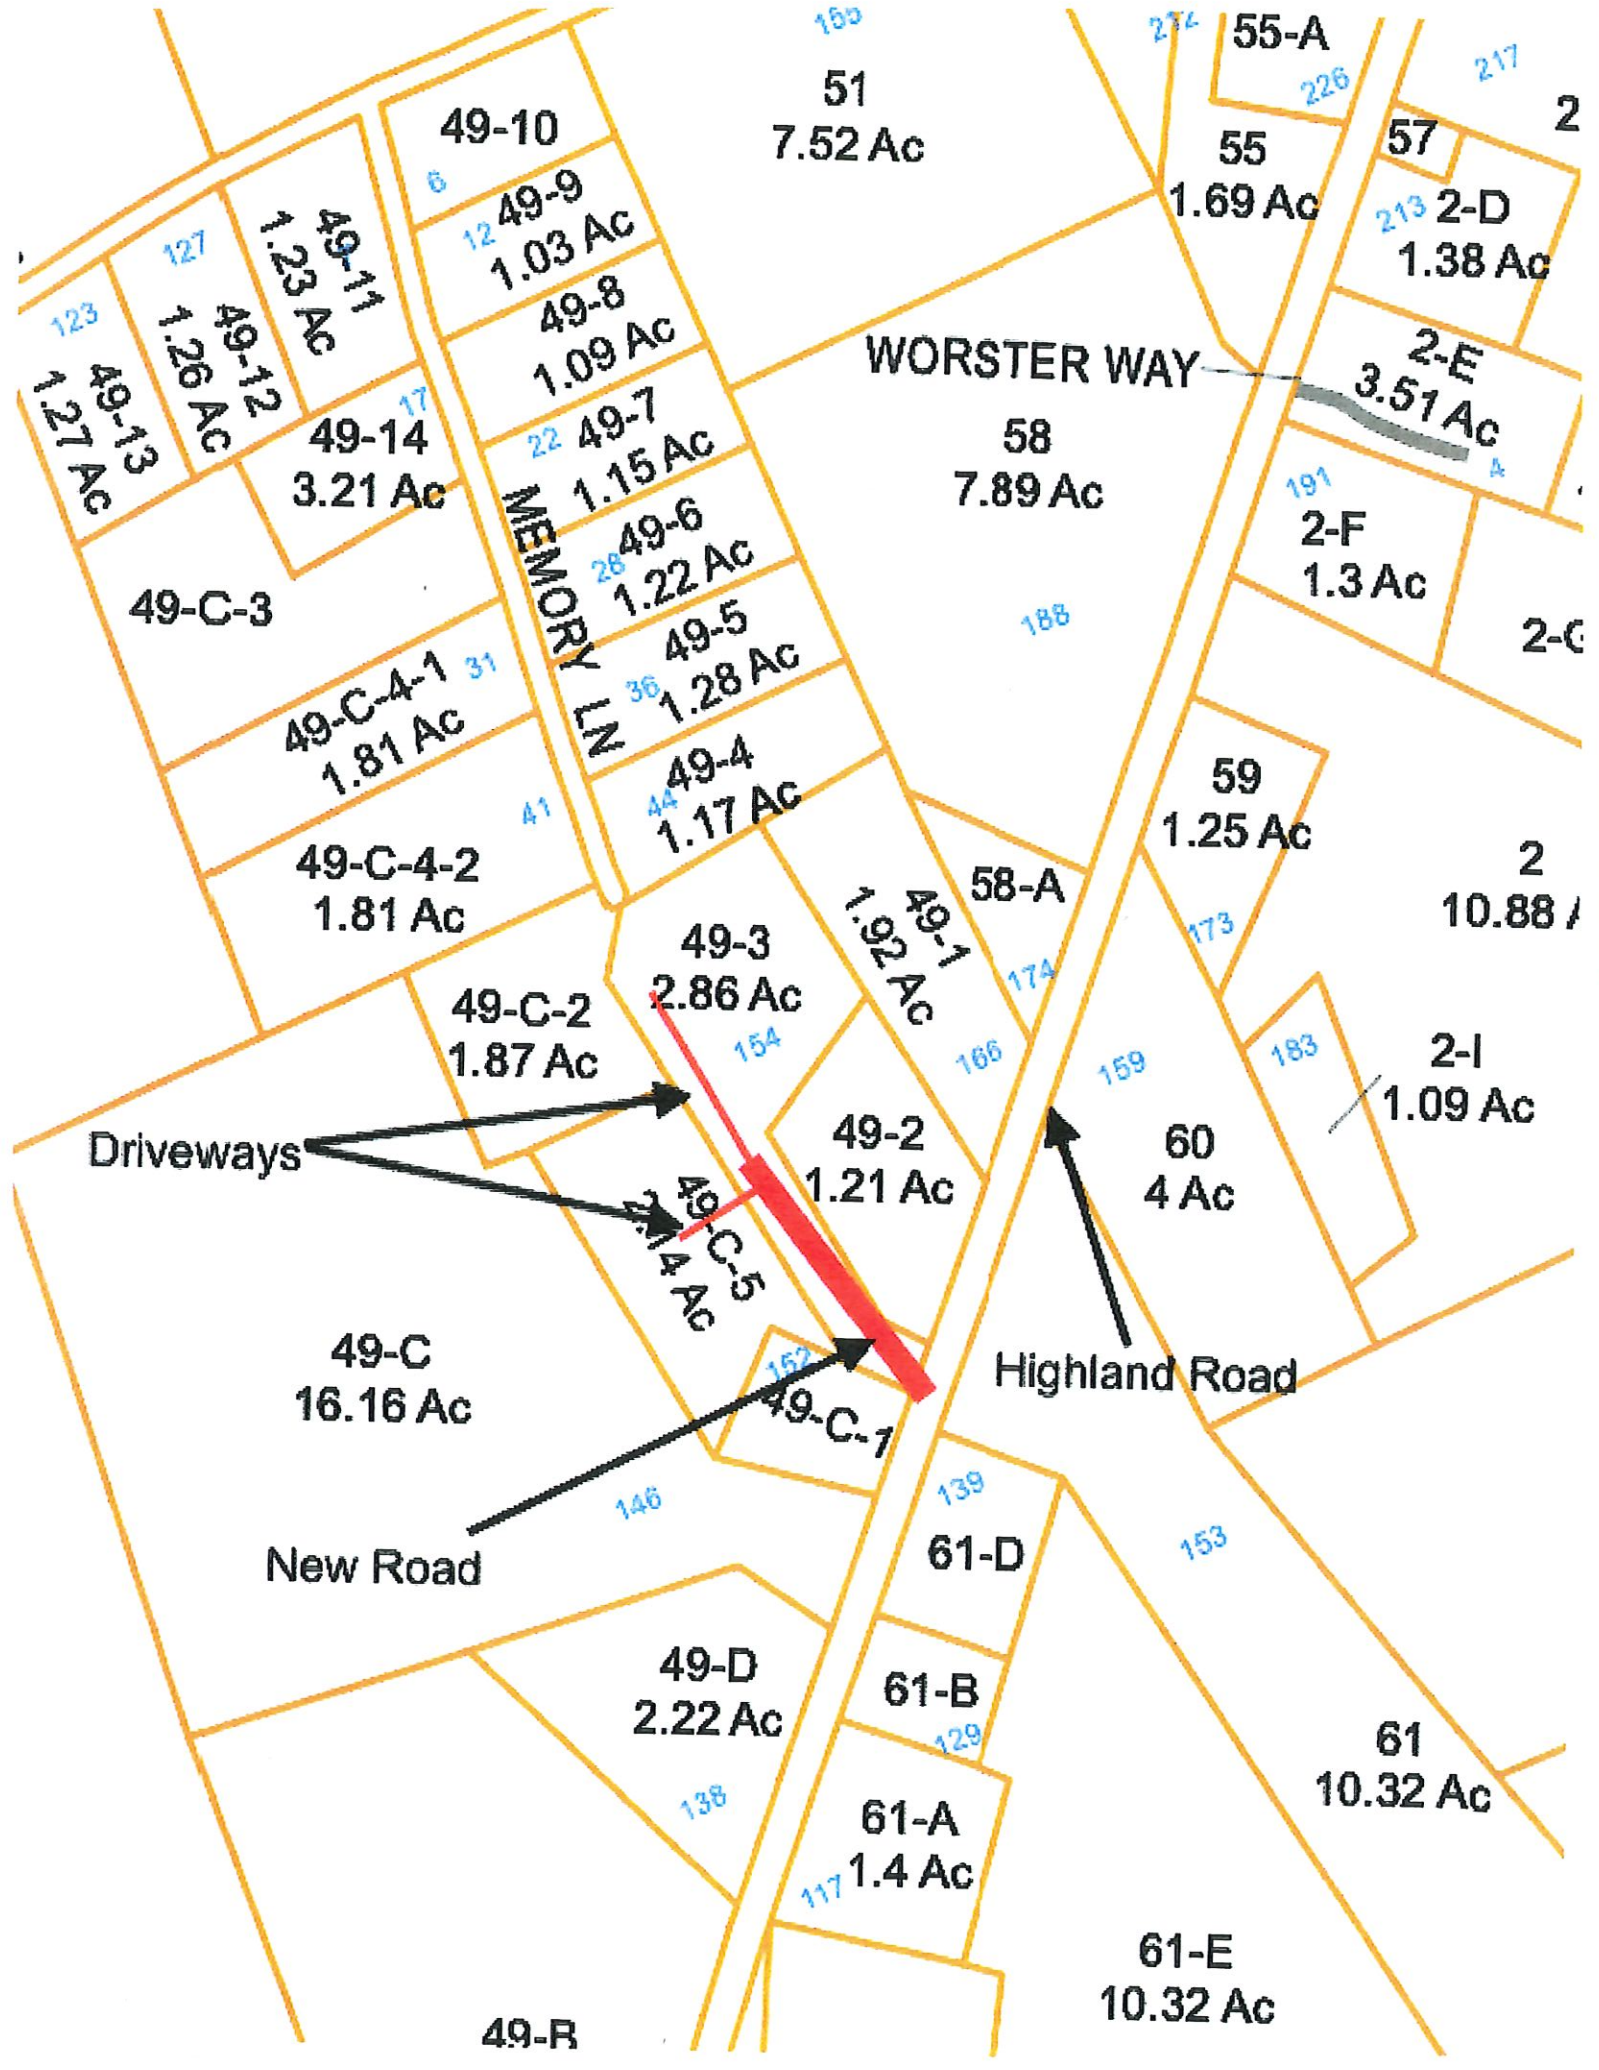 165
212
55-A
226
217
51
7.52 Ac
49-10
6
55
1.69 Ac
57
2
213
2-D
1.38 Ac
49-9
12
1.03 Ac
127
49-11
1.23 Ac
49-8
1.09 Ac
123
49-12
1.26 Ac
49-13
1.27 Ac
WORSTER WAY
2-E
3.51 Ac
4
17
49-14
3.21 Ac
22
49-7
1.15 Ac
58
7.89 Ac
191
2-F
1.3 Ac
MEMORY LN
49-6
28
1.22 Ac
49-C-3
188
49-5
36
1.28 Ac
49-C-4-1
31
1.81 Ac
49-4
44
1.17 Ac
41
59
1.25 Ac
49-C-4-2
1.81 Ac
58-A
2
10.88
49-1
1.92 Ac
173
49-3
2.86 Ac
174
49-C-2
1.87 Ac
154
166
159
183
2-I
1.09 Ac
Driveways
49-2
1.21 Ac
60
4 Ac
49-C-5
2.14 Ac
49-C
16.16 Ac
152
49-C-1
Highland Road
146
139
New Road
61-D
153
49-D
2.22 Ac
61-B
129
61
10.32 Ac
138
61-A
1.4 Ac
117
61-E
10.32 Ac